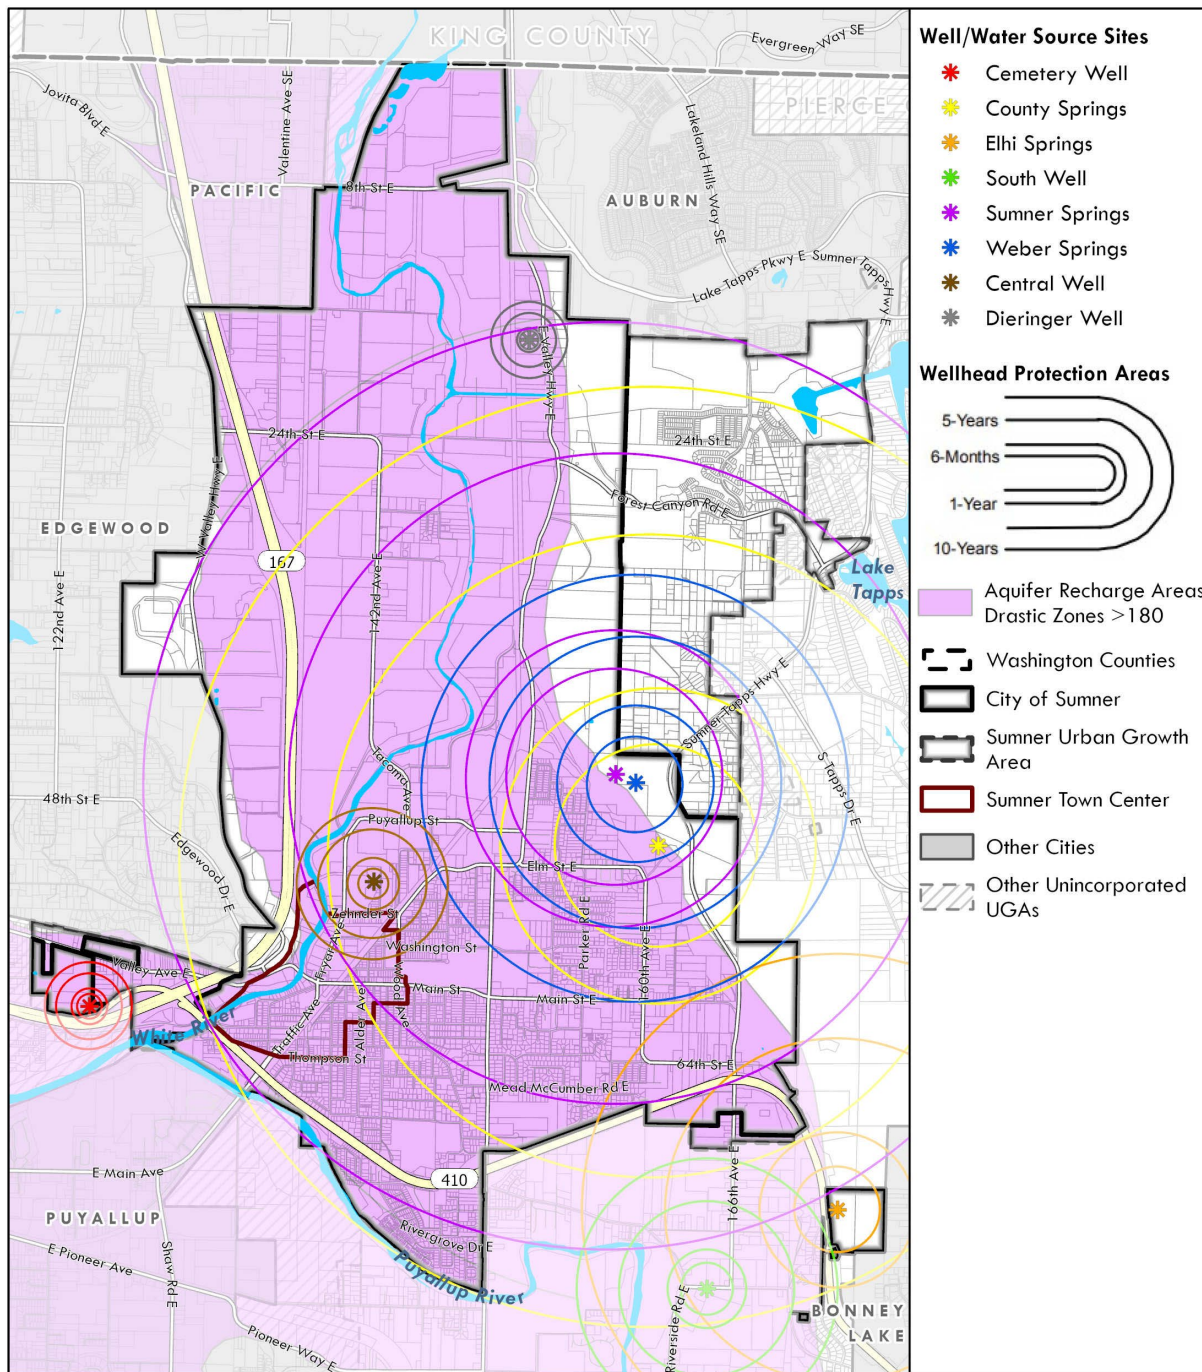 KING COUNTY
Evergreen Way SE
Jovita Blvd E
Valentine Ave SE
PIERCE
Lakeland Hills Way SE
PACIFIC
8th St E
AUBURN
Lake Tapps Pkwy E
Sumner Tapps Hwy E
E Valley Hwy E
24th St E
24th St E
W Valley Hwy E
Forest Canyon Rd E
EDGEWOOD
167
Lake
Tapps
122nd Ave E
142nd Ave E
Sumner-Tapps Hwy E
S Tapps Dr E
Tacoma Ave
48th St E
Puyallup St
Edgewood Dr E
Elm St E
Zehnder St
Parker Rd E
160th Ave E
Washington St
Fryar Ave
Valley Ave E
Wood Ave
Main St
Main St E
White River
Traffic Ave
Alder Ave
Thompson St
64th St E
Mead McCumber Rd E
E Main Ave
410
166th Ave E
PUYALLUP
Rivergrove Dr E
E Pioneer Ave
Shaw Rd E
Puyallup River
Riverside Rd E
BONNEY
LAKE
Pioneer Way E
Well/Water Source Sites
Cemetery Well
County Springs
Elhi Springs
South Well
Sumner Springs
Weber Springs
Central Well
Dieringer Well
Wellhead Protection Areas
5-Years
6-Months
1-Year
10-Years
Aquifer Recharge Areas
Drastic Zones >180
Washington Counties
City of Sumner
Sumner Urban Growth
Area
Sumner Town Center
Other Cities
Other Unincorporated
UGAs